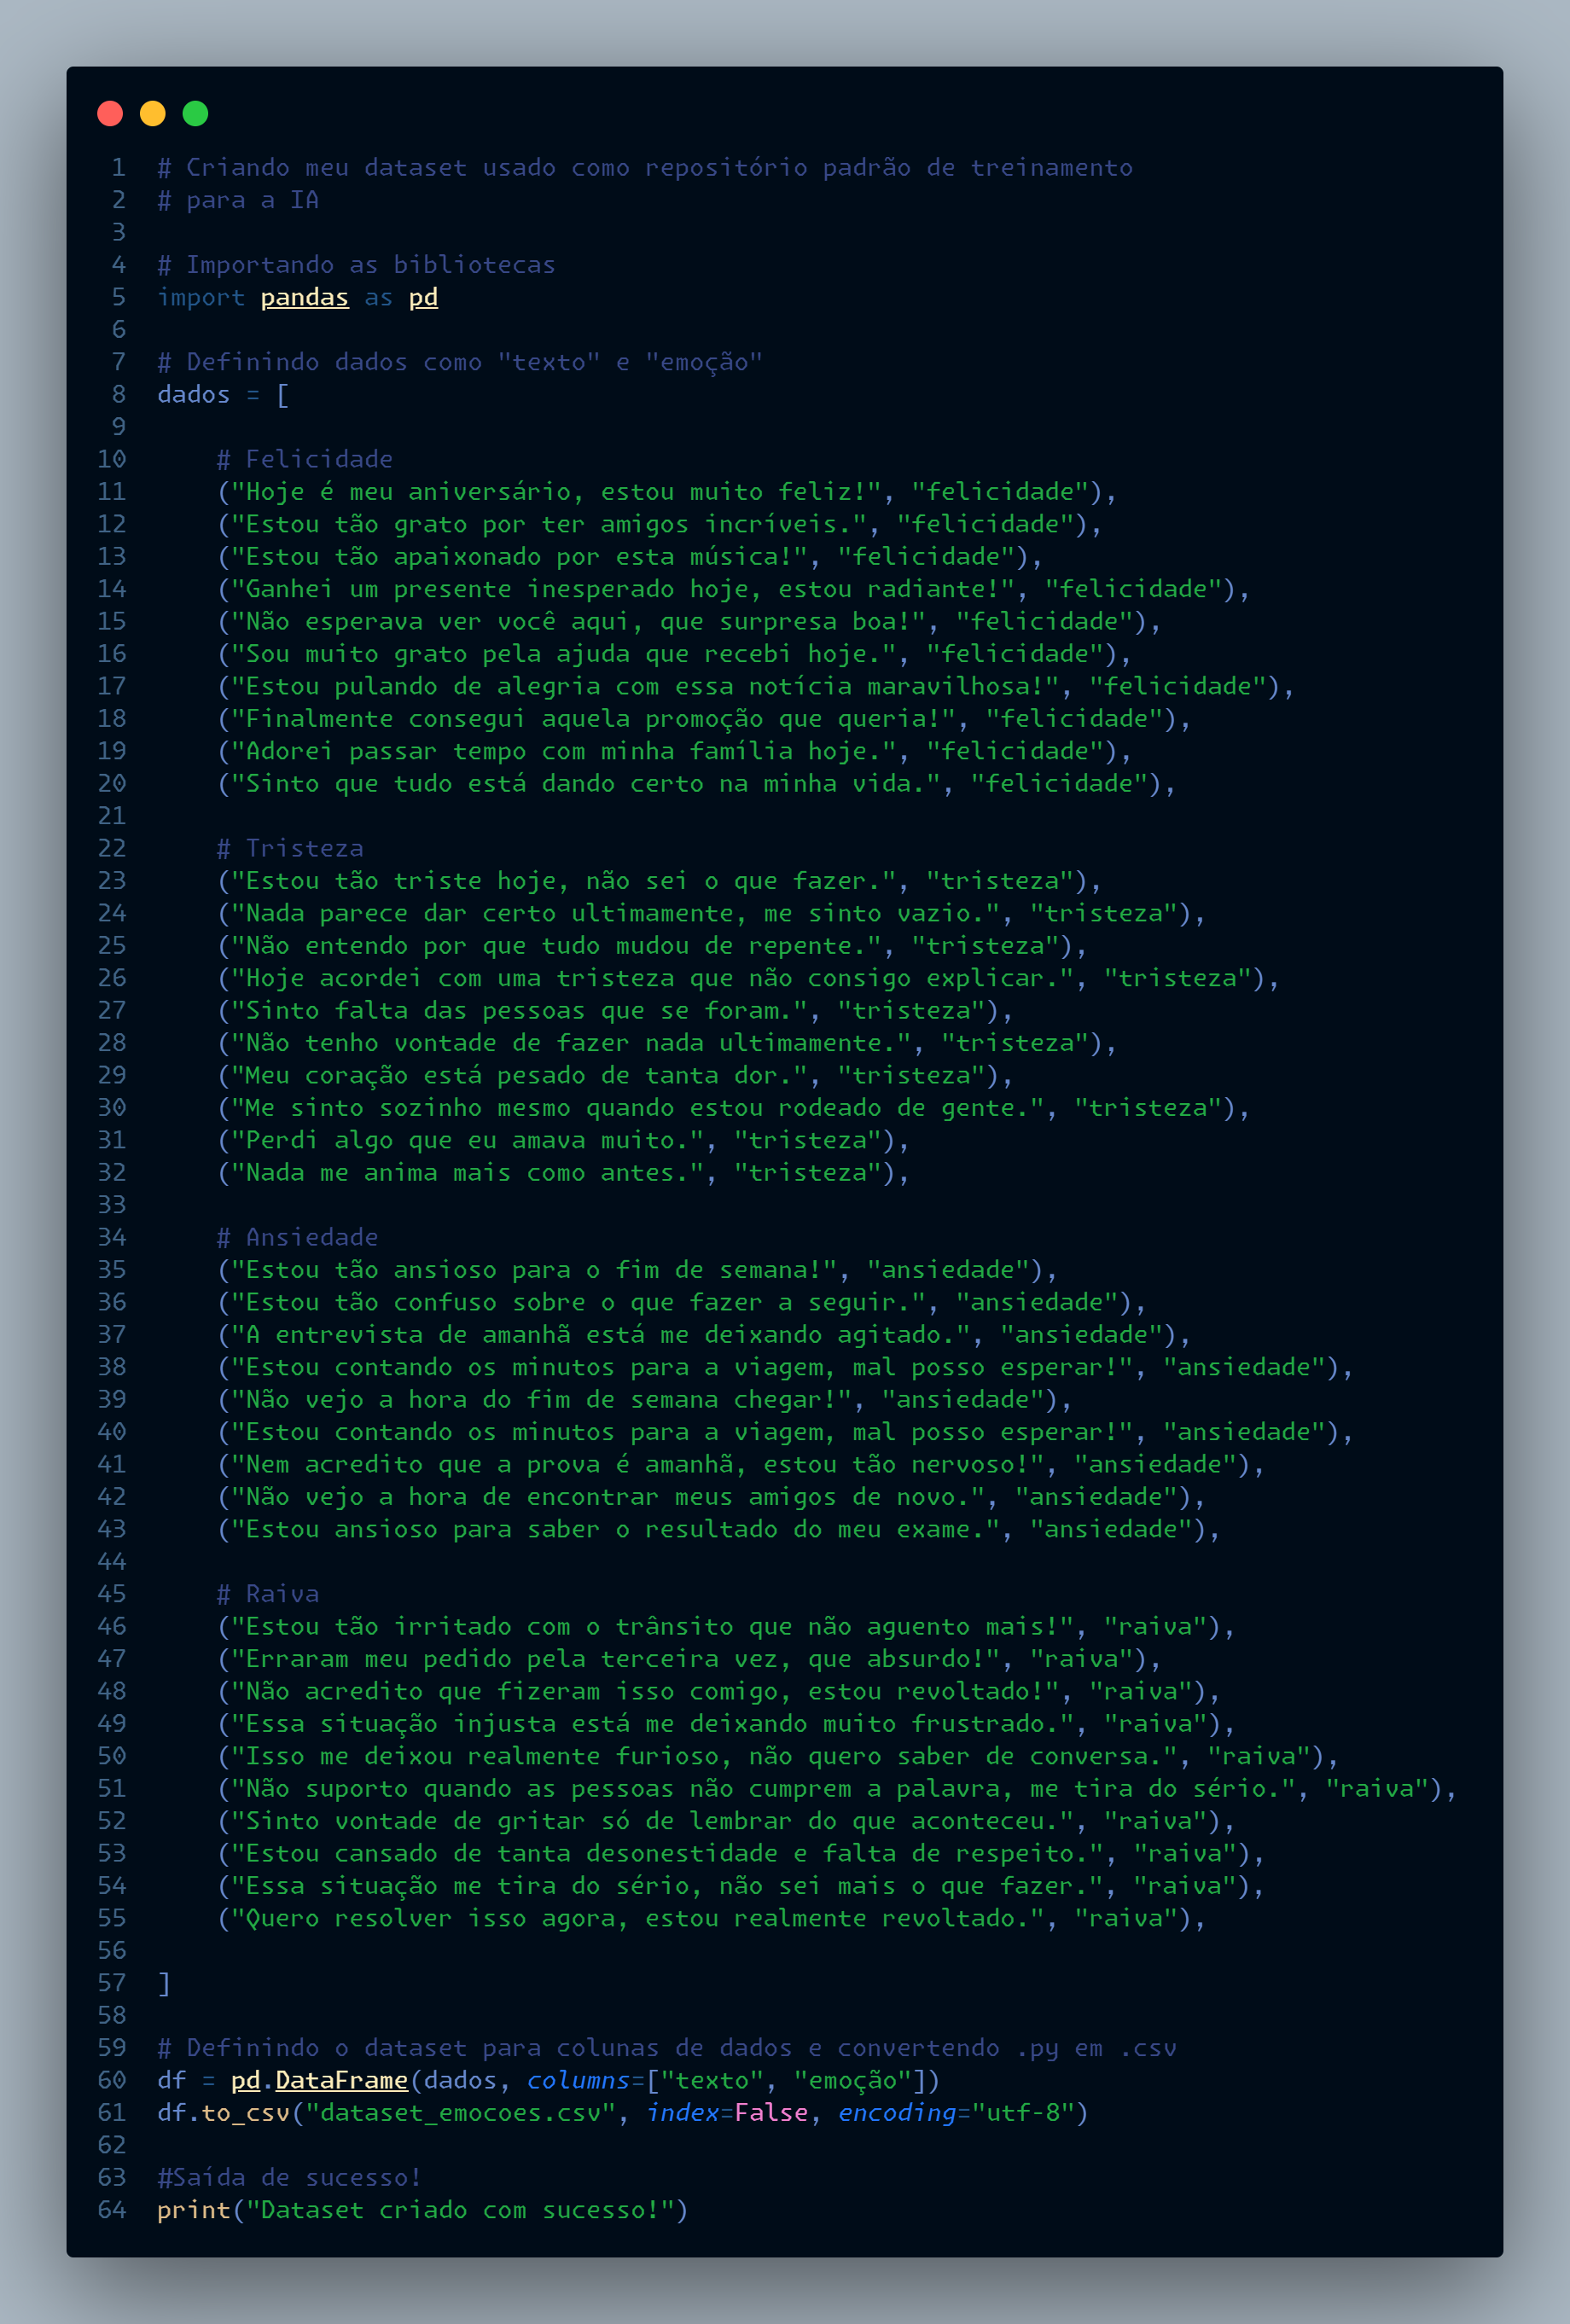 1 # Criando meu dataset usado como repositório padrão de treinamento
2 # para a IA
3
4 # Importando as bibliotecas
5 import pandas as pd
6
7 # Definindo dados como "texto" e "emoção"
8 dados = [
9
10     # Felicidade
11     ("Hoje é meu aniversário, estou muito feliz!", "felicidade"),
12     ("Estou tão grato por ter amigos incríveis.", "felicidade"),
13     ("Estou tão apaixonado por esta música!", "felicidade"),
14     ("Ganhei um presente inesperado hoje, estou radiante!", "felicidade"),
15     ("Não esperava ver você aqui, que surpresa boa!", "felicidade"),
16     ("Sou muito grato pela ajuda que recebi hoje.", "felicidade"),
17     ("Estou pulando de alegria com essa notícia maravilhosa!", "felicidade"),
18     ("Finalmente consegui aquela promoção que queria!", "felicidade"),
19     ("Adorei passar tempo com minha família hoje.", "felicidade"),
20     ("Sinto que tudo está dando certo na minha vida.", "felicidade"),
21
22     # Tristeza
23     ("Estou tão triste hoje, não sei o que fazer.", "tristeza"),
24     ("Nada parece dar certo ultimamente, me sinto vazio.", "tristeza"),
25     ("Não entendo por que tudo mudou de repente.", "tristeza"),
26     ("Hoje acordei com uma tristeza que não consigo explicar.", "tristeza"),
27     ("Sinto falta das pessoas que se foram.", "tristeza"),
28     ("Não tenho vontade de fazer nada ultimamente.", "tristeza"),
29     ("Meu coração está pesado de tanta dor.", "tristeza"),
30     ("Me sinto sozinho mesmo quando estou rodeado de gente.", "tristeza"),
31     ("Perdi algo que eu amava muito.", "tristeza"),
32     ("Nada me anima mais como antes.", "tristeza"),
33
34     # Ansiedade
35     ("Estou tão ansioso para o fim de semana!", "ansiedade"),
36     ("Estou tão confuso sobre o que fazer a seguir.", "ansiedade"),
37     ("A entrevista de amanhã está me deixando agitado.", "ansiedade"),
38     ("Estou contando os minutos para a viagem, mal posso esperar!", "ansiedade"),
39     ("Não vejo a hora do fim de semana chegar!", "ansiedade"),
40     ("Estou contando os minutos para a viagem, mal posso esperar!", "ansiedade"),
41     ("Nem acredito que a prova é amanhã, estou tão nervoso!", "ansiedade"),
42     ("Não vejo a hora de encontrar meus amigos de novo.", "ansiedade"),
43     ("Estou ansioso para saber o resultado do meu exame.", "ansiedade"),
44
45     # Raiva
46     ("Estou tão irritado com o trânsito que não aguento mais!", "raiva"),
47     ("Erraram meu pedido pela terceira vez, que absurdo!", "raiva"),
48     ("Não acredito que fizeram isso comigo, estou revoltado!", "raiva"),
49     ("Essa situação injusta está me deixando muito frustrado.", "raiva"),
50     ("Isso me deixou realmente furioso, não quero saber de conversa.", "raiva"),
51     ("Não suporto quando as pessoas não cumprem a palavra, me tira do sério.", "raiva"),
52     ("Sinto vontade de gritar só de lembrar do que aconteceu.", "raiva"),
53     ("Estou cansado de tanta desonestidade e falta de respeito.", "raiva"),
54     ("Essa situação me tira do sério, não sei mais o que fazer.", "raiva"),
55     ("Quero resolver isso agora, estou realmente revoltado.", "raiva"),
56
57 ]
58
59 # Definindo o dataset para colunas de dados e convertendo .py em .csv
60 df = pd.DataFrame(dados, columns=["texto", "emoção"])
61 df.to_csv("dataset_emocoes.csv", index=False, encoding="utf-8")
62
63 #Saída de sucesso!
64 print("Dataset criado com sucesso!")